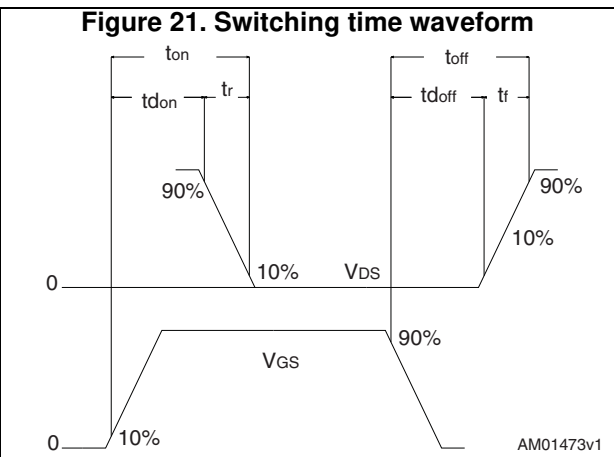 Figure 21. Switching time waveform
ton
toff
tdon
tr
tdoff
tf
90%
90%
10%
10%
0
VDS
90%
VGS
0
10%
AM01473v1